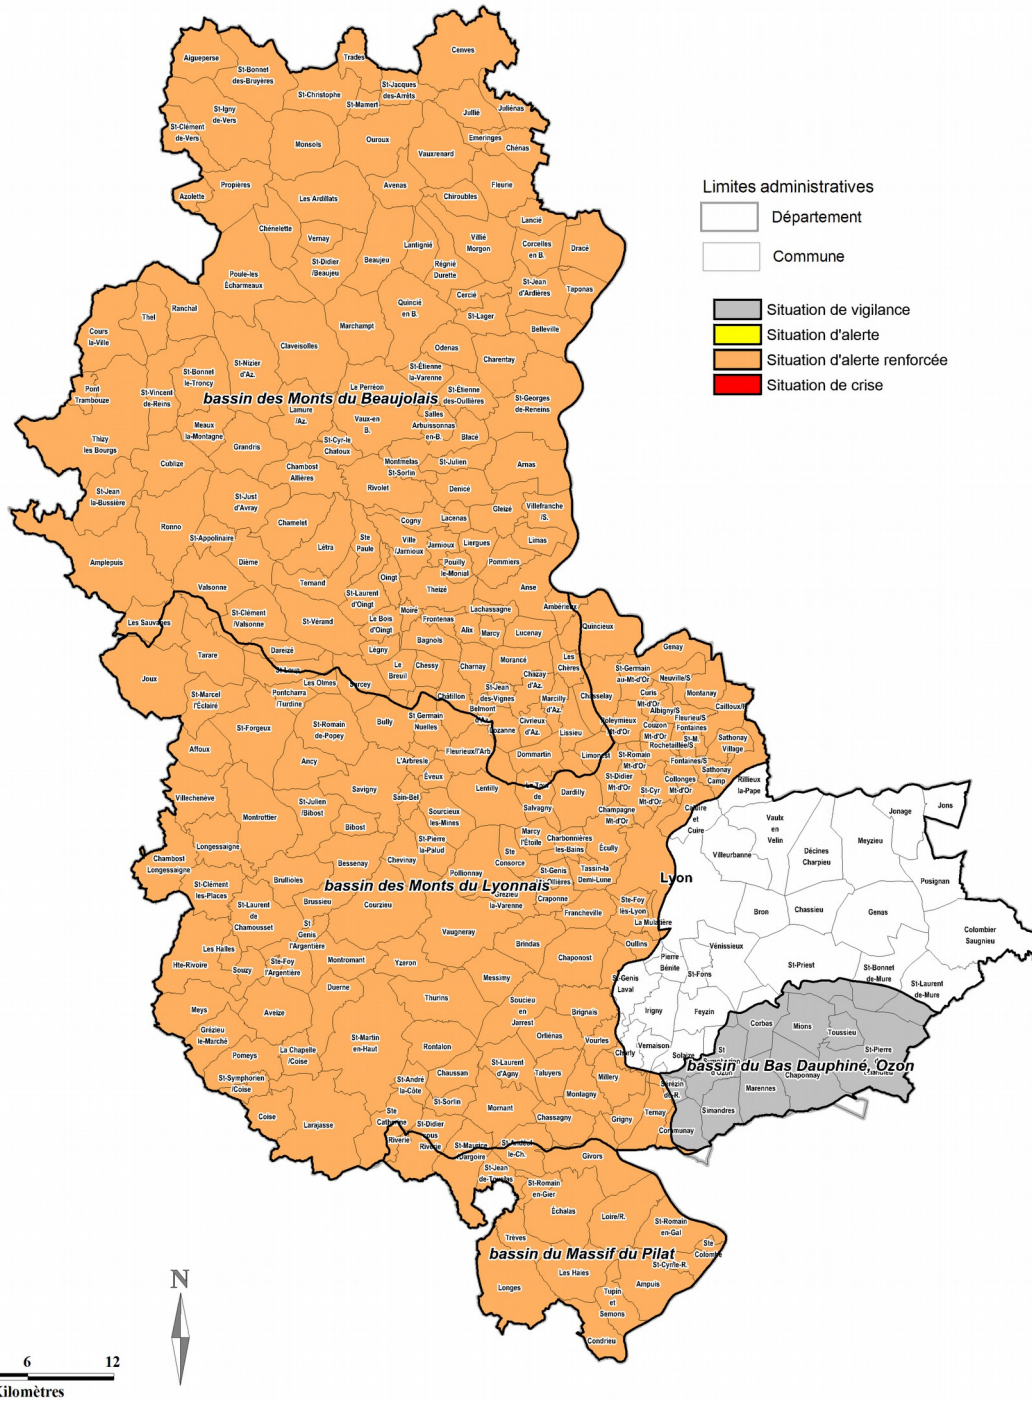 Aigueperse
St-Bonnet
des-Bruyères
Trades
Cenves
St-Christophe
St-Jacques
des-Arrêts
St-Mamert
St-Igny
de-Vers
Jullié
Juliénas
St-Clément
de-Vers
Monsols
Ouroux
Emeringes
Chénas
Vauxrenard
Propières
Avenas
Fleurie
Azolette
Les Ardillats
Chiroubles
Lancié
Chénelette
Vernay
Lantignié
Villié
Morgon
Corcelles
en B.
Dracé
St-Didier
/Beaujeu
Beaujeu
Régnié
Durette
Poule-les
Écharmeaux
St-Jean
d'Ardières
Taponas
Cercié
Quincié
en B.
Ranchal
Thel
St-Lager
Marchampt
Belleville
Cours
la-Ville
Claveisolles
Odenas
Charentay
St-Nizier
d'Az.
St-Bonnet
le-Troncy
St-Étienne
la-Varenne
Pont
Trambouze
St-Vincent
de-Reins
Le Perréon
St-Étienne
des-Oullières
bassin des Monts du Beaujolais
St-Georges
de-Reneins
Lamure
/Az.
Vaux-en
B.
Salles
Arbuissonnas
en-B.
Meaux
la-Montagne
Blacé
Thizy
les Bourgs
Grandris
St-Cyr-le
Chatoux
Cublize
Chambost
Allières
Montmelas
St-Sorlin
St-Julien
Arnas
Rivolet
Denicé
St-Jean
la-Bussière
St-Just
d'Avray
Gleizé
Villefranche
/S.
Ronno
Chamelet
Cogny
Lacenas
St-Appolinaire
Ste
Paule
Ville
/Jarnioux
Jarnioux
Liergues
Limas
Létra
Amplepuis
Dième
Pouilly
le-Monial
Pommiers
Valsonne
Ternand
Oingt
Theizé
Anse
St-Laurent
d'Oingt
Ambérieux
Moiré
Lachassagne
St-Clément
/Valsonne
Les Sauvages
St-Vérand
Le Bois
d'Oingt
Frontenas
Quincieux
Alix
Marcy
Lucenay
Bagnols
Dareizé
Légny
Genay
Tarare
Le
Breuil
Chessy
Charnay
Morancé
Les
Chères
St-Germain
au-Mt-d'Or
Neuville/S
Joux
St-Loup
Les Olmes
Sarcey
Chazay
d'Az.
St-Marcel
l'Éclairé
Pontcharra
/Turdine
Châtillon
St-Jean
des-Vignes
Marcilly
d'Az.
Chasselay
Curis
Mt-d'Or
Montanay
Albigny/S
Cailloux/F
Belmont
d'Az.
St-Forgeux
St-Romain
de-Popey
Bully
St Germain
Nuelles
Lozanne
Civrieux
d'Az.
Lissieu
Poleymieux
Mt-d'Or
Couzon
Mt-d'Or
Fleurieu/S
Fontaines
St-M.
Rochetaillée/S
Sathonay
Village
Affoux
Ancy
Fleurieux/l'Arb
Dommartin
Limonest
St-Romain
Mt-d'Or
Fontaines/S
L'Arbresle
Éveux
Sathonay
Camp
Savigny
Lentilly
La Tour
de
Salvagny
Dardilly
St-Didier
Mt-d'Or
Collonges
Mt-d'Or
St-Cyr
Mt-d'Or
Rillieux
la-Pape
Villechenève
St-Julien
/Bibost
Sain-Bel
Jonage
Jons
Montrottier
Sourcieux
les-Mines
Champagne
Mt-d'Or
Caluire
et
Cuire
Vaulx
en
Velin
Bibost
Marcy
l'Étoile
Charbonnières
les-Bains
Meyzieu
Longessaigne
St-Pierre
la-Palud
Écully
Villeurbanne
Décines
Charpieu
Chambost
Longessaigne
Bessenay
Chevinay
Ste
Consorce
Pollionnay
St-Genis
les-Ollières
Tassin-la
Demi-Lune
Lyon
Pusignan
Brullioles
St-Clément
les-Places
bassin des Monts du Lyonnais
Grézieu
la-Varenne
Craponne
Ste-Foy
lès-Lyon
Brussieu
Courzieu
St-Laurent
de
Chamousset
Francheville
Bron
Chassieu
Genas
La Mulatière
St
Genis
l'Argentière
Vaugneray
Colombier
Saugnieu
Les Halles
Brindas
Oullins
Vénissieux
Chaponost
Hte-Rivoire
Souzy
Ste-Foy
l'Argentière
Montromant
Yzeron
Pierre
Bénite
St-Priest
St-Bonnet
de-Mure
Duerne
Messimy
St-Genis
Laval
St-Fons
St-Laurent
de-Mure
Thurins
Soucieu
en
Jarrest
Meys
Aveize
Brignais
Irigny
Feyzin
Corbas
Mions
Toussieu
Grézieu
le-Marché
St-Martin
en-Haut
Orliénas
Vourles
Pomeys
La Chapelle
/Coise
Rontalon
Vernaison
Charly
Solaize
St-Pierre
bassin du Bas Dauphiné, Ozon
Chaponnay
St-Laurent
d'Agny
St-Symphorien
/Coise
St-André
la-Côte
Chaussan
Taluyers
Millery
Sérézin
de-R.
Marennes
St-Sorlin
Montagny
Mornant
Coise
Larajasse
Ste
Catherine
St-Didier
sous
Riverie
Chassagny
Grigny
Ternay
Simandres
Communay
Riverie
St-Maurice
/Dargoire
St-Andéol
le-Ch.
Givors
St-Jean
de-Touslas
St-Romain
en-Gier
Échalas
Loire/R.
St-Romain
en-Gal
Trèves
Ste
Colombe
bassin du Massif du Pilat
St-Cyr/le-R.
Les Haies
Longes
Ampuis
Tupin
et
Semons
Condrieu
Limites administratives
Département
Commune
Situation de vigilance
Situation d'alerte
Situation d'alerte renforcée
Situation de crise
N
6 12
Kilomètres